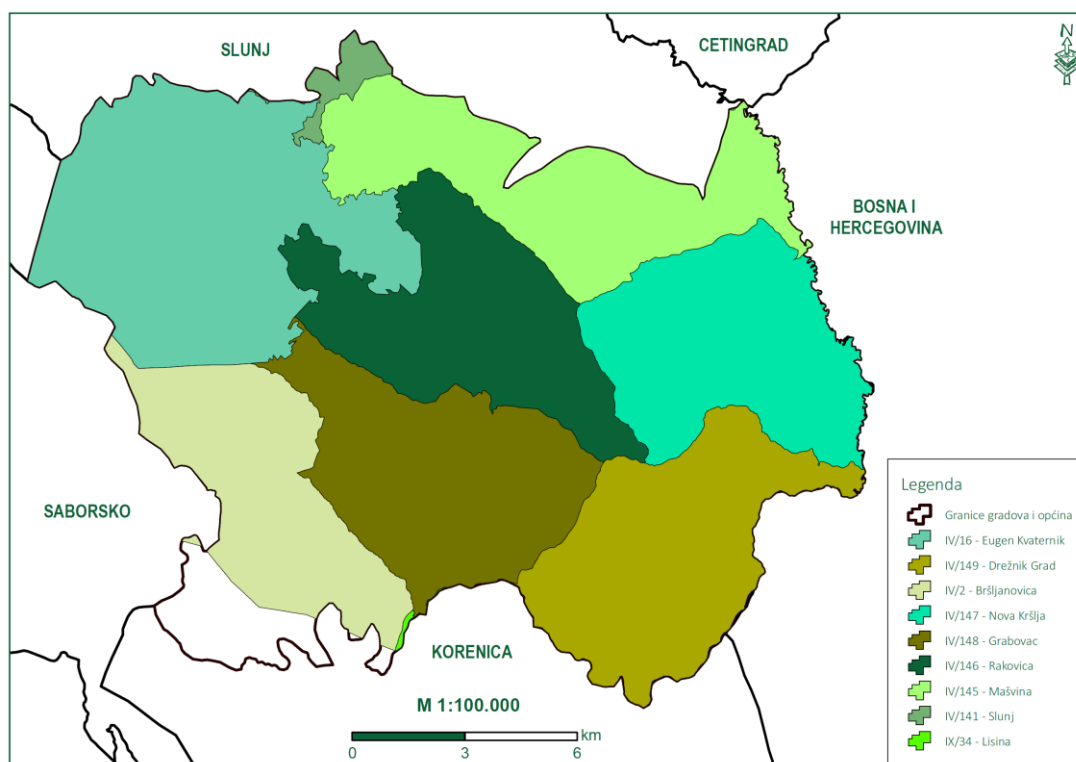 SLUNJ
CETINGRAD
N
BOSNA I
HERCEGOVINA
SABORSKO
KORENICA
M 1:100.000
km
0 3 6
Legenda
Granice gradova i općina
IV/16 - Eugen Kvaternik
IV/149 - Drežnik Grad
IV/2 - Bršljanovica
IV/147 - Nova Kršlja
IV/148 - Grabovac
IV/146 - Rakovica
IV/145 - Mašvina
IV/141 - Slunj
IX/34 - Lisina